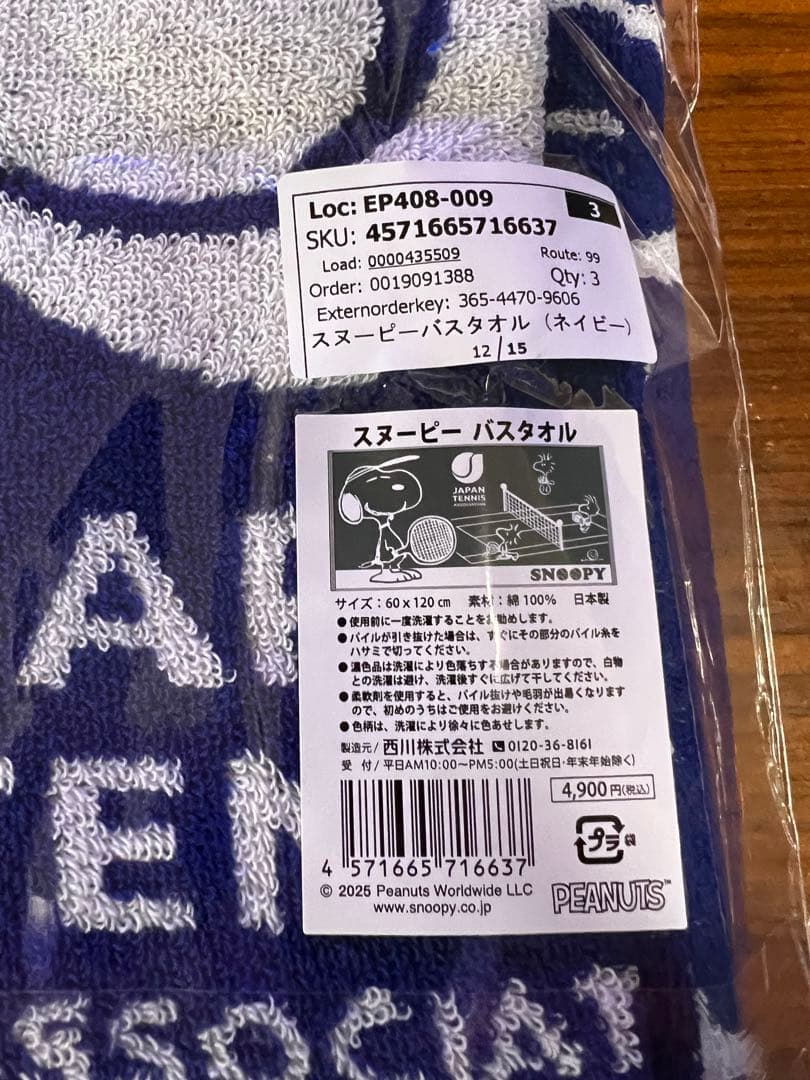 Loc: EP408-009
3
SKU: 4571665716637
Load: 0000435509
Route: 99
Order: 0019091388
Qty: 3
Externorderkey: 365-4470-9606
スヌーピーバスタオル（ネイビー）
12 / 15
スヌーピー バスタオル
JAPAN
TENNIS
SNOOPY
サイズ：60 x 120 cm 素材：綿 100% 日本製
●使用前に一度洗濯することをお勧めします。
●パイルが引き抜けた場合は、すぐにその部分のパイル糸を
ハサミで切ってください。
●濃色品は洗濯により色落ちする場合がありますので、白物
との洗濯は避け、洗濯後すぐに広げて干してください。
●柔軟剤を使用すると、パイル抜けや毛羽が出易くなります
ので、初めのうちはご使用をお避けください。
●色柄は、洗濯により徐々に色あせします。
製造元/西川株式会社 0120-36-8161
受 付/平日AM10:00〜PM5:00(土日祝日・年末年始除く)
4,900円(税込)
プラ 袋
4 571665 716637
© 2025 Peanuts Worldwide LLC
www.snoopy.co.jp
PEANUTS™
AP
TEN
SSOCIAT